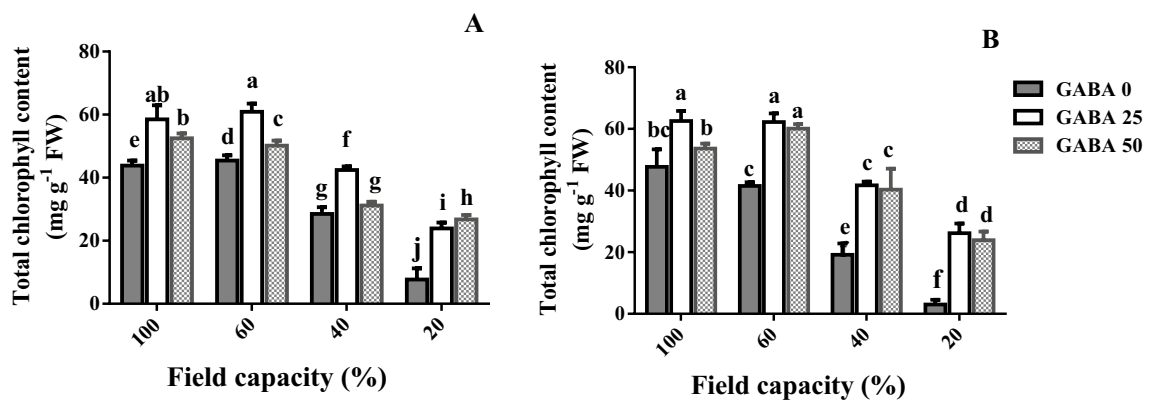 A
Total chlorophyll content
(mg g⁻¹ FW)
80
60
40
20
0
e
ab
b
d
a
c
g
f
g
j
i
h
100
60
40
20
Field capacity (%)
B
Total chlorophyll content
(mg g⁻¹ FW)
80
60
40
20
0
bc
a
b
c
a
a
e
c
c
f
d
d
100
60
40
20
Field capacity (%)
GABA 0
GABA 25
GABA 50